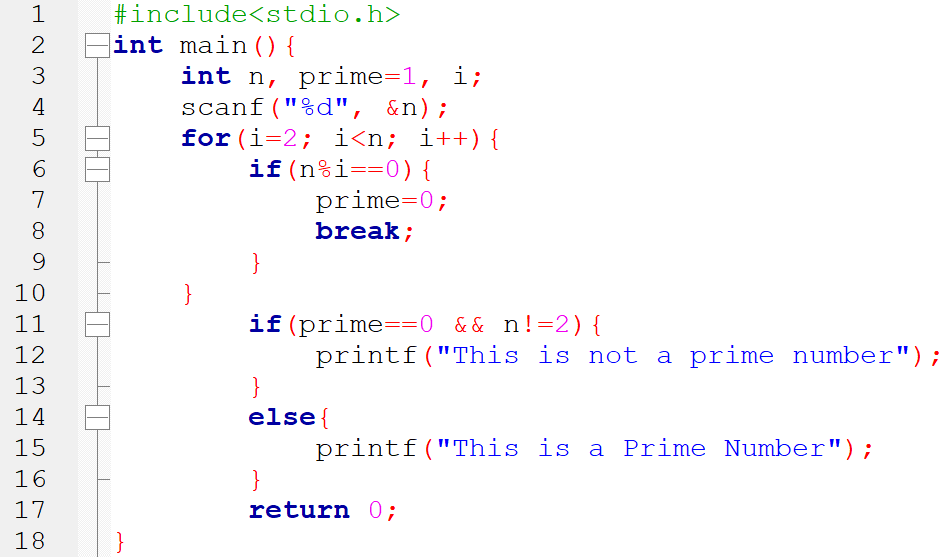 1 #include<stdio.h>
2 int main(){
3     int n, prime=1, i;
4     scanf("%d", &n);
5     for(i=2; i<n; i++){
6         if(n%i==0){
7             prime=0;
8             break;
9         }
10     }
11         if(prime==0 && n!=2){
12             printf("This is not a prime number");
13         }
14         else{
15             printf("This is a Prime Number");
16         }
17         return 0;
18 }